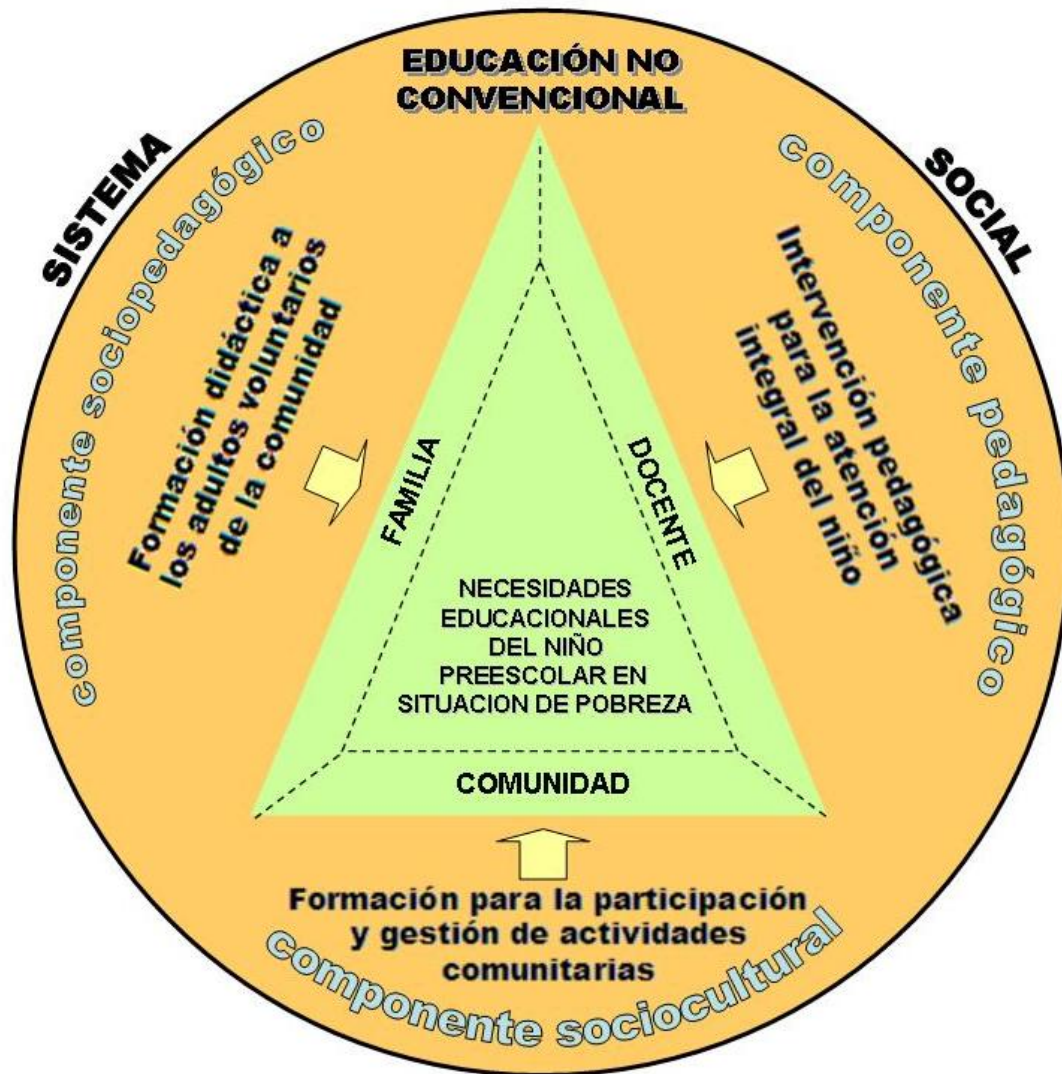 EDUCACIÓN NO
CONVENCIONAL
SISTEMA
SOCIAL
componente sociopedagógico
componente pedagógico
Formación didáctica a
los adultos voluntarios
de la comunidad
Intervención pedagógica
para la atención
integral del niño
FAMILIA
DOCENTE
NECESIDADES
EDUCACIONALES
DEL NIÑO
PREESCOLAR EN
SITUACION DE POBREZA
COMUNIDAD
Formación para la participación
y gestión de actividades
comunitarias
componente sociocultural